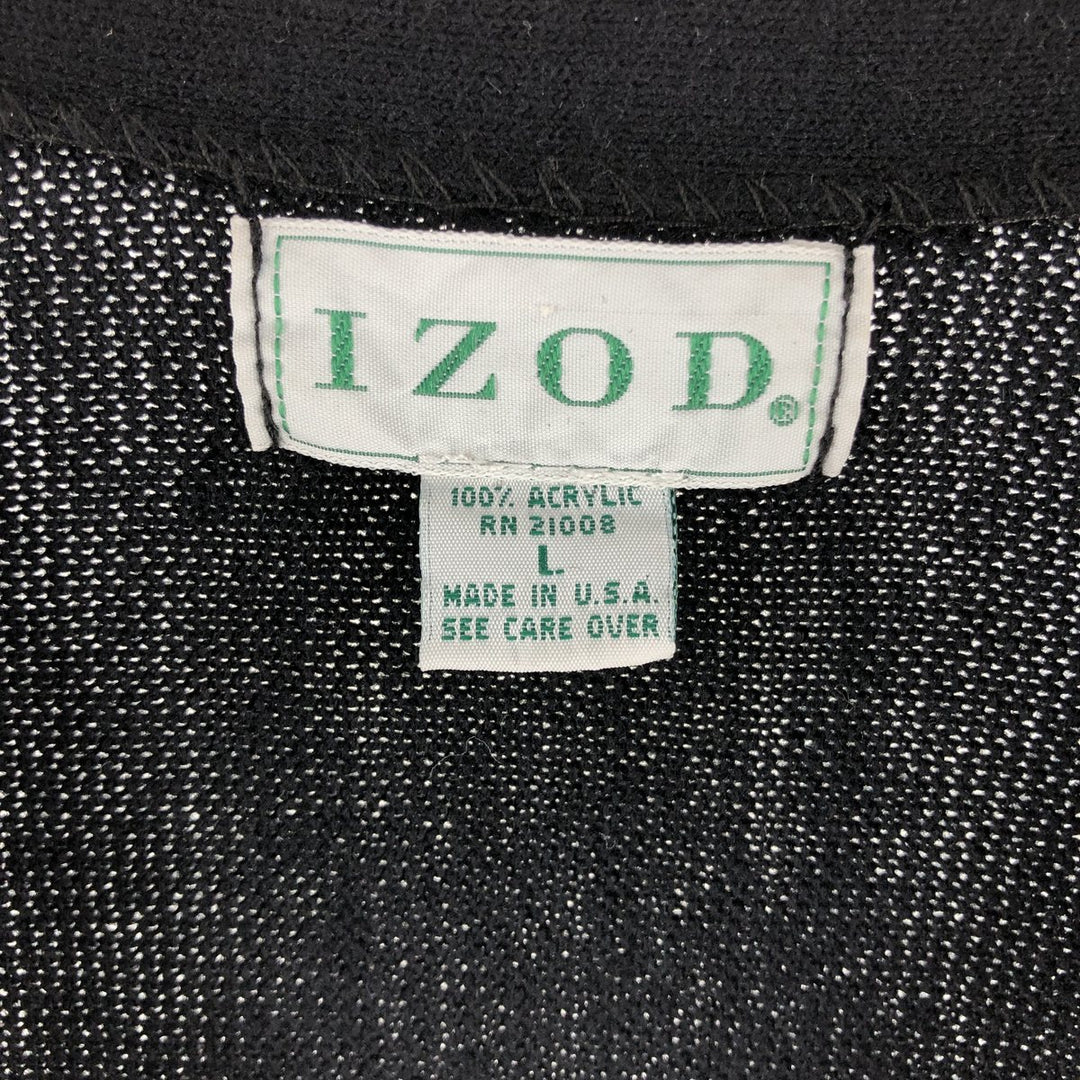 IZOD®
100% ACRYLIC
RN 21008
L
MADE IN U.S.A.
SEE CARE OVER